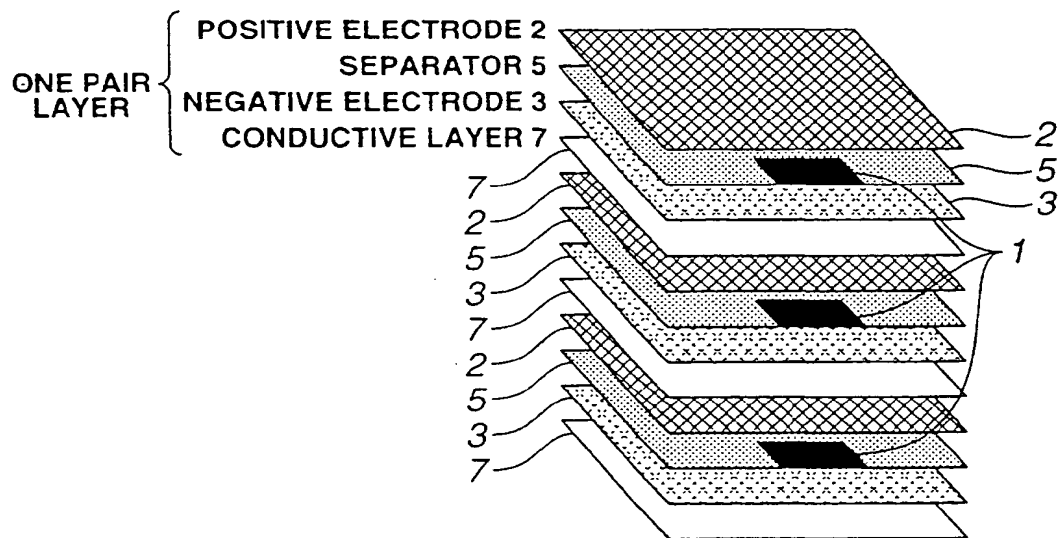 POSITIVE ELECTRODE 2
SEPARATOR 5
ONE PAIR
LAYER
NEGATIVE ELECTRODE 3
CONDUCTIVE LAYER 7
2
5
3
7
2
5
3
7
2
5
3
7
1